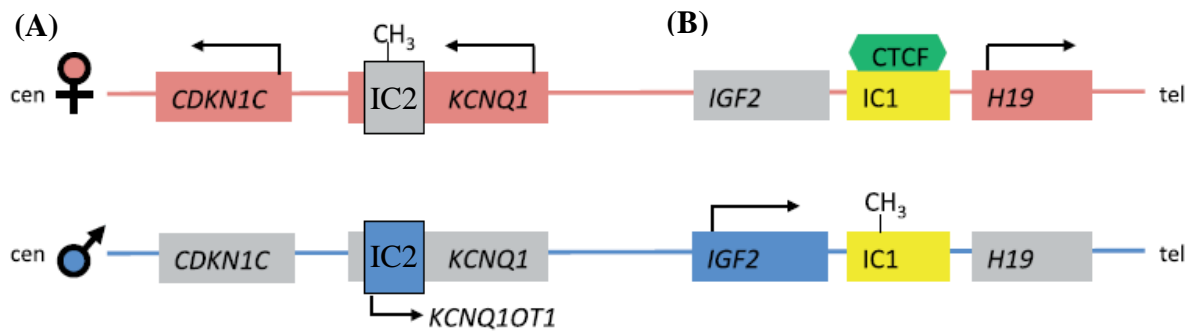 (A) (B)
CH3 CTCF
cen CDKN1C IC2 KCNQ1 IGF2 IC1 H19 tel
CH3
cen CDKN1C IC2 KCNQ1 IGF2 IC1 H19 tel
KCNQ1OT1